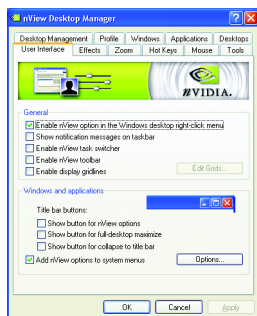 nView Desktop Manager
Desktop Management Profile Windows Applications Desktops
User Interface Effects Zoom Hot Keys Mouse Tools
NVIDIA.
General
Enable nView option in the Windows desktop right-click menu
Show notification messages on taskbar
Enable nView task switcher
Enable nView toolbar
Enable display gridlines
Edit Grids...
Windows and applications
Title bar buttons:
Show button for nView options
Show button for full-desktop maximize
Show button for collapse to title bar
Add nView options to system menus
Options...
OK Cancel Apply